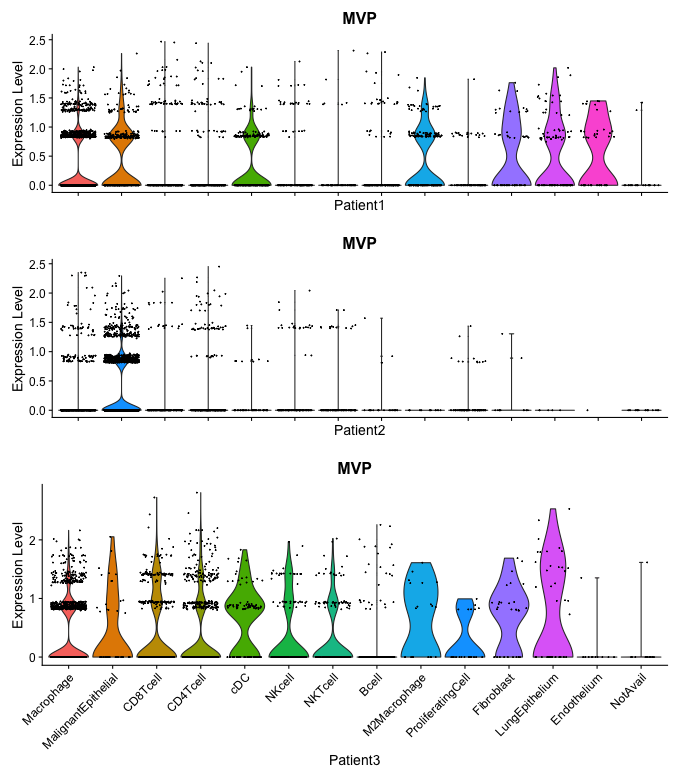 MVP
Expression Level
2.5
2.0
1.5
1.0
0.5
0.0
Patient1
MVP
Expression Level
2.5
2.0
1.5
1.0
0.5
0.0
Patient2
MVP
Expression Level
2
1
0
Macrophage
MalignantEpithelial
CD8Tcell
CD4Tcell
cDC
NKcell
NKTcell
Bcell
M2Macrophage
ProliferatingCell
Fibroblast
LungEpithelium
Endothelium
NotAvail
Patient3